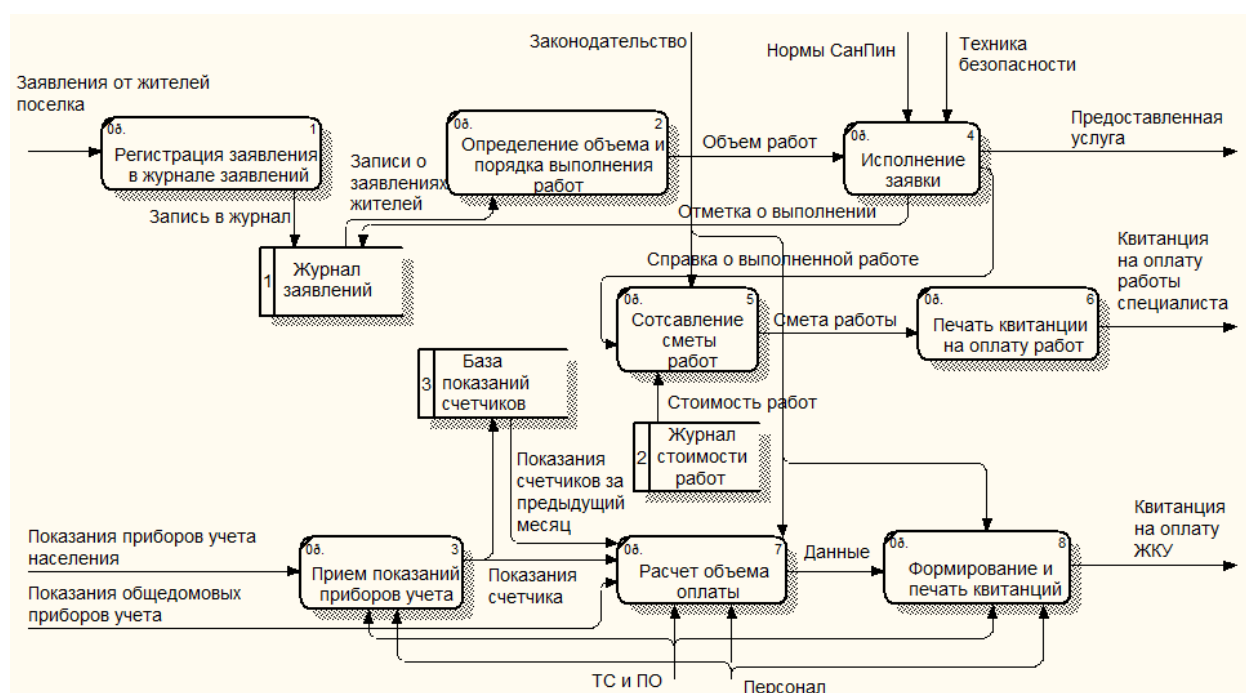 Законодательство
Нормы СанПин
Техника
безопасности
Заявления от жителей
поселка
0д.
1
Регистрация заявления
в журнале заявлений
Записи о
заявлениях
жителей
0д.
2
Определение объема и
порядка выполнения
работ
Объем работ
0д.
4
Исполнение
заявки
Предоставленная
услуга
Запись в журнал
Отметка о выполнении
1
Журнал
заявлений
Справка о выполненной работе
Квитанция
на оплату
работы
специалиста
0д.
5
Сотсавление
сметы
работ
Смета работы
0д.
6
Печать квитанции
на оплату работ
3
База
показаний
счетчиков
Стоимость работ
2
Журнал
стоимости
работ
Показания
счетчиков за
предыдущий
месяц
Показания приборов учета
населения
Показания общедомовых
приборов учета
0д.
3
Прием показаний
приборов учета
Показания
счетчика
0д.
7
Расчет объема
оплаты
Данные
0д.
8
Формирование и
печать квитанций
Квитанция
на оплату
ЖКУ
ТС и ПО
Персонал